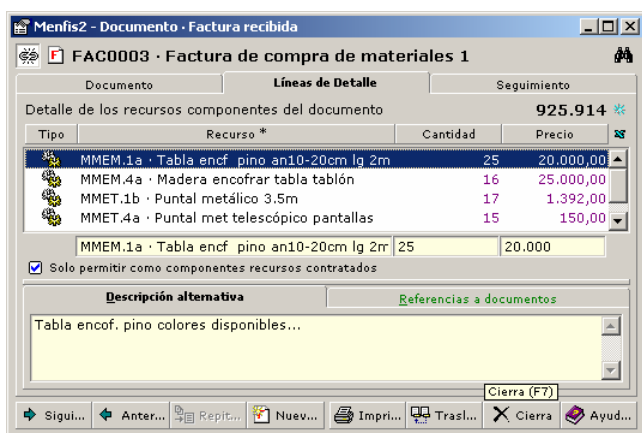 Menfis2 - Documento · Factura recibida
F FAC0003 · Factura de compra de materiales 1
Documento Líneas de Detalle Seguimiento
Detalle de los recursos componentes del documento 925.914
Tipo Recurso * Cantidad Precio
MMEM.1a · Tabla encf pino an10-20cm lg 2m 25 20.000,00
MMEM.4a · Madera encofrar tabla tablón 16 25.000,00
MMET.1b · Puntal metálico 3.5m 17 1.392,00
MMET.4a · Puntal met telescópico pantallas 15 150,00
MMEM.1a · Tabla encf pino an10-20cm lg 2m 25 20.000
Solo permitir como componentes recursos contratados
Descripción alternativa Referencias a documentos
Tabla encof. pino colores disponibles...
Cierra (F7)
Sigui... Anter... Repit... Nuev... Impri... Trasl... Cierra Ayud...